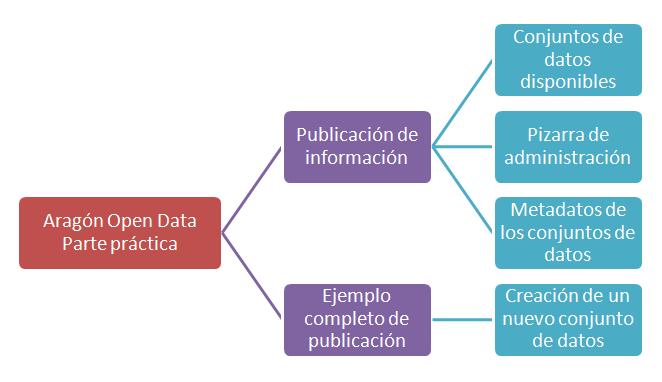 Aragón Open Data
Parte práctica
Publicación de
información
Conjuntos de
datos
disponibles
Pizarra de
administración
Metadatos de
los conjuntos de
datos
Ejemplo
completo de
publicación
Creación de un
nuevo conjunto
de datos